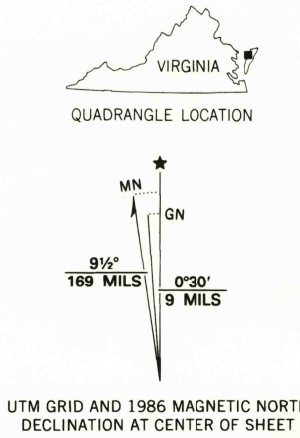 VIRGINIA
QUADRANGLE LOCATION
★
MN
GN
9½°
169 MILS
0°30′
9 MILS
UTM GRID AND 1986 MAGNETIC NORTH
DECLINATION AT CENTER OF SHEET